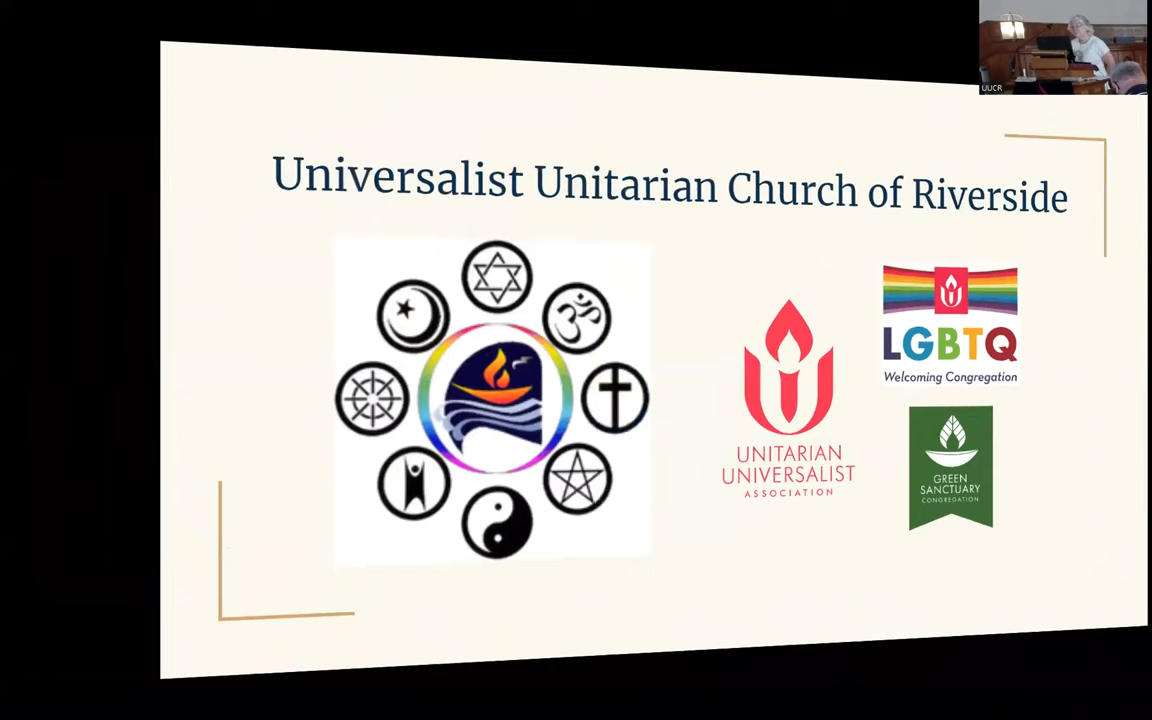 UUCR
Universalist Unitarian Church of Riverside
LGBTQ
Welcoming Congregation
UNITARIAN
UNIVERSALIST
ASSOCIATION
GREEN
SANCTUARY
CONGREGATION